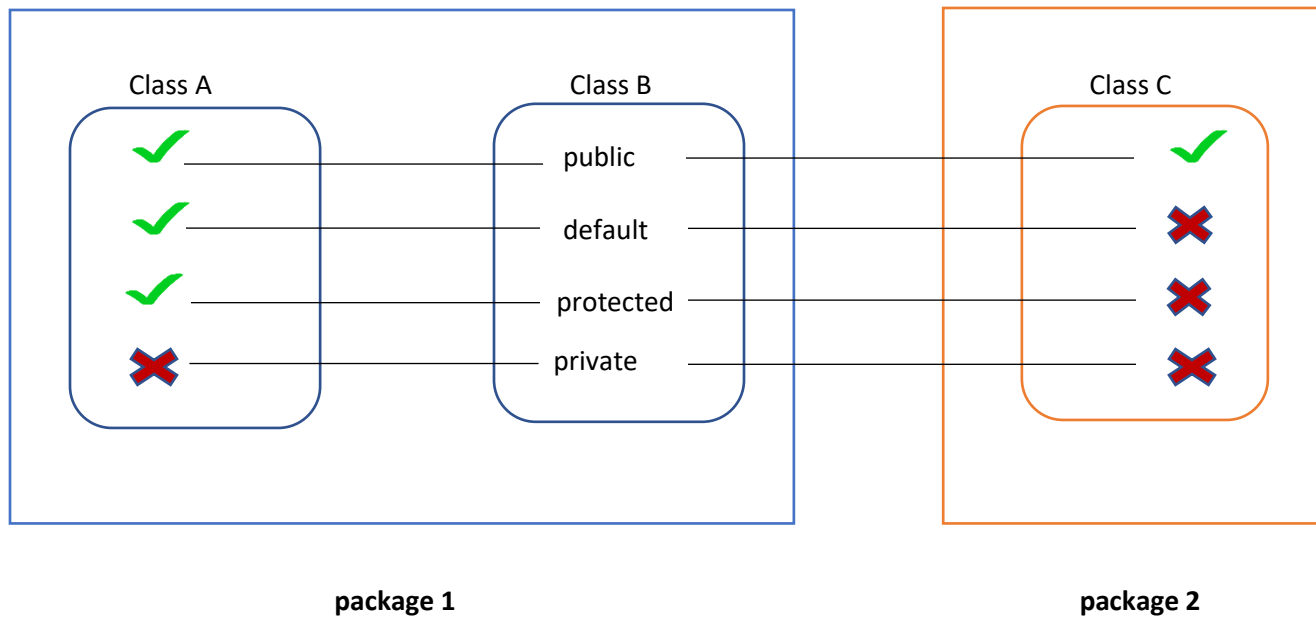 Class A
Class B
Class C
public
default
protected
private
package 1
package 2